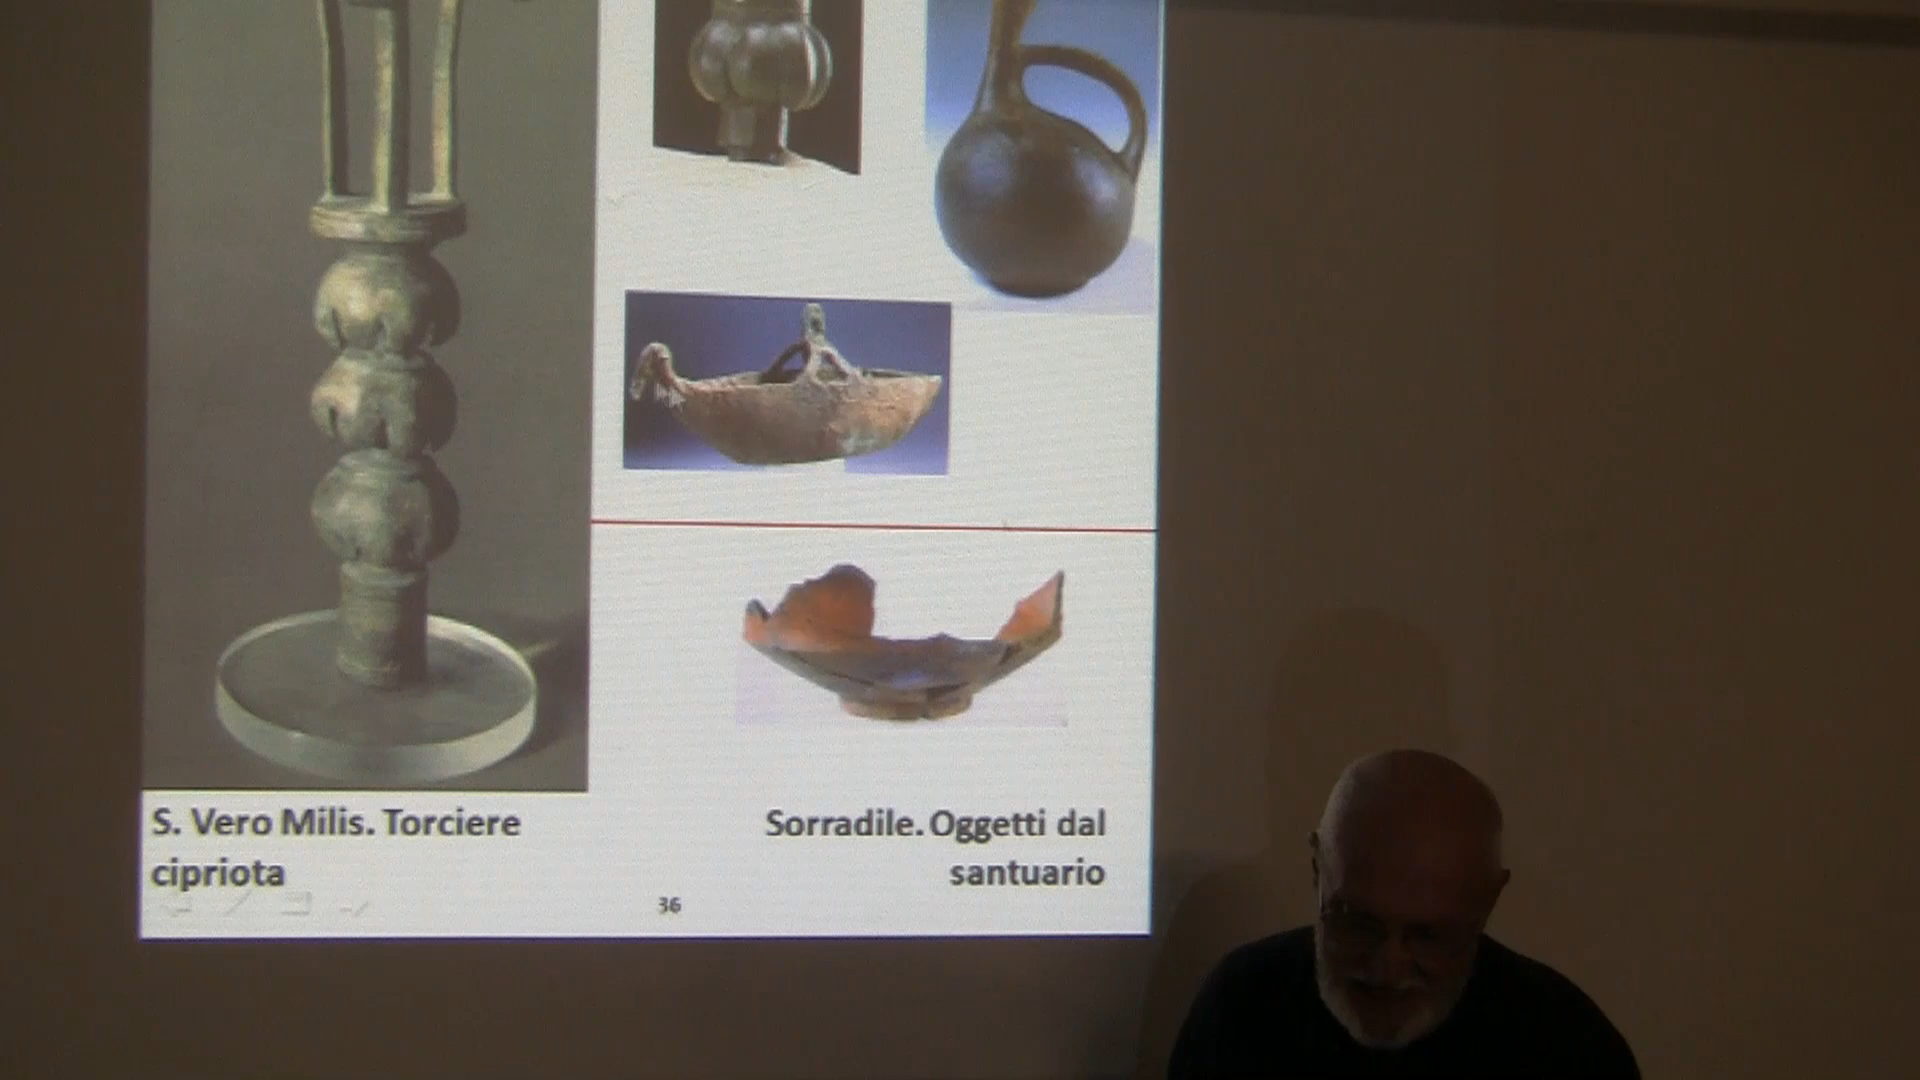 S. Vero Milis. Torciere
cipriota
Sorradile. Oggetti dal
santuario
36